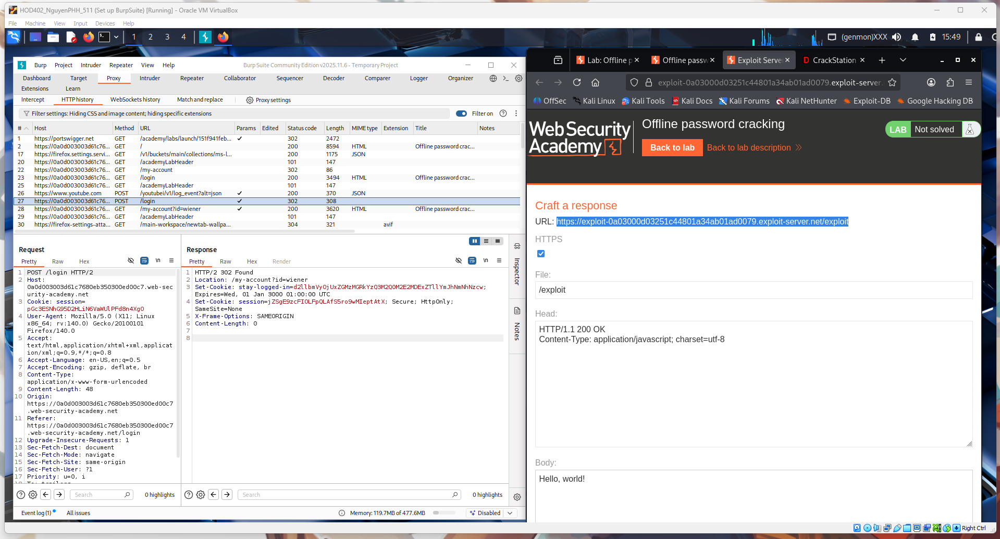 HOD402_NguyenPHH_511 (Set up BurpSuite) [Running] - Oracle VM VirtualBox
File Machine View Input Devices Help
1 2 3 4 (genmon)XXX 15:49
Burp Project Intruder Repeater View Help Burp Suite Community Edition v2025.11.6 - Temporary Project
Dashboard Target Proxy Intruder Repeater Collaborator Sequencer Decoder Comparer Logger Organizer
Extensions Learn
Intercept HTTP history WebSockets history Match and replace Proxy settings
Filter settings: Hiding CSS and image content; hiding specific extensions Filter on
# Host Method URL Params Edited Status code Length MIME type Extension Title Notes
1 https://portswigger.net GET /academy/labs/launch/151f941feb... ✓ 302 2472
2 https://0a0d003003d61c76... GET / 200 8594 HTML Offline password crac...
17 https://firefox.settings.servi... GET /v1/buckets/main/collections/ms-l... 200 1175 JSON
20 https://0a0d003003d61c76... GET /academyLabHeader 101 147
22 https://0a0d003003d61c76... GET /my-account 302 86
23 https://0a0d003003d61c76... GET /login 200 3494 HTML Offline password crac...
25 https://0a0d003003d61c76... GET /academyLabHeader 101 147
26 https://www.youtube.com POST /youtubei/v1/log_event?alt=json ✓ 200 370 JSON
27 https://0a0d003003d61c76... POST /login ✓ 302 308
28 https://0a0d003003d61c76... GET /my-account?id=wiener ✓ 200 3620 HTML Offline password crac...
29 https://0a0d003003d61c76... GET /academyLabHeader 101 147
30 https://firefox-settings-atta... GET /main-workspace/newtab-wallpa... 304 321 avif
Request
Pretty Raw Hex \n
1 POST /login HTTP/2
2 Host:
0a0d003003d61c7680eb350300ed00c7.web-sec
urity-academy.net
3 Cookie: session=
pGc3ESNhG95D2HLiN6VaWUlPFd8n4XgO
4 User-Agent: Mozilla/5.0 (X11; Linux
x86_64; rv:140.0) Gecko/20100101
Firefox/140.0
5 Accept:
text/html,application/xhtml+xml,applicat
ion/xml;q=0.9,*/*;q=0.8
6 Accept-Language: en-US,en;q=0.5
7 Accept-Encoding: gzip, deflate, br
8 Content-Type:
application/x-www-form-urlencoded
9 Content-Length: 48
10 Origin:
https://0a0d003003d61c7680eb350300ed00c7
.web-security-academy.net
11 Referer:
https://0a0d003003d61c7680eb350300ed00c7
.web-security-academy.net/login
12 Upgrade-Insecure-Requests: 1
13 Sec-Fetch-Dest: document
14 Sec-Fetch-Mode: navigate
15 Sec-Fetch-Site: same-origin
16 Sec-Fetch-User: ?1
17 Priority: u=0, i
Search 0 highlights
Response
Pretty Raw Hex Render \n
1 HTTP/2 302 Found
2 Location: /my-account?id=wiener
3 Set-Cookie: stay-logged-in=d2llbmVyOjUxZGMzMGRkYzQ3M2Q0M2E2MDExZTllYmJhNmNhNzcw;
Expires=Wed, 01 Jan 3000 01:00:00 UTC
4 Set-Cookie: session=jZSgE9zcFIOLFpQLAfS5ro9wMIeptAtX; Secure; HttpOnly;
SameSite=None
5 X-Frame-Options: SAMEORIGIN
6 Content-Length: 0
7
8
Search 0 highlights
Inspector
Notes
Event log (1) All issues Memory: 119.7MB of 477.6MB Disabled
Lab: Offline p Offline passw Exploit Serve CrackStation
exploit-0a03000d03251c44801a34ab01ad0079.exploit-server.
OffSec Kali Linux Kali Tools Kali Docs Kali Forums Kali NetHunter Exploit-DB Google Hacking DB
Web Security
Academy
Offline password cracking
Back to lab Back to lab description
LAB Not solved
Craft a response
URL: https://exploit-0a03000d03251c44801a34ab01ad0079.exploit-server.net/exploit
HTTPS
File:
/exploit
Head:
HTTP/1.1 200 OK
Content-Type: application/javascript; charset=utf-8
Body:
Hello, world!
Right Ctrl